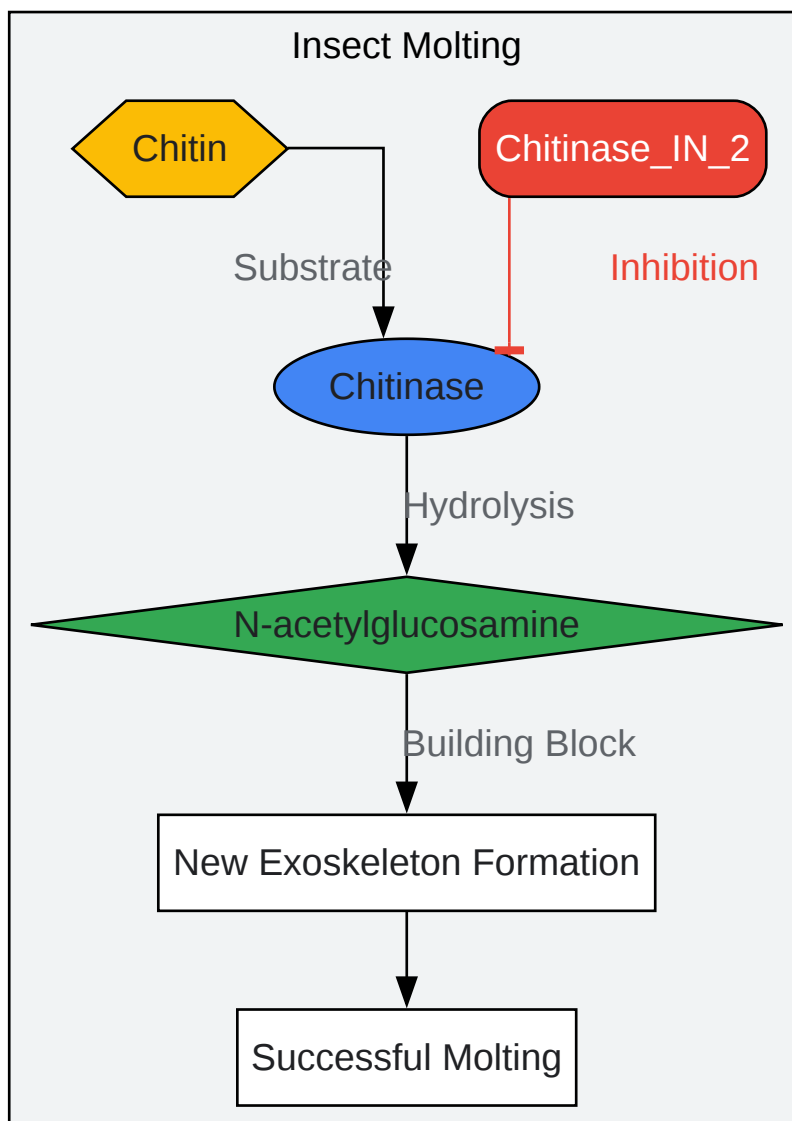 Insect Molting
Chitin
Chitinase_IN_2
Substrate
Inhibition
Chitinase
Hydrolysis
N-acetylglucosamine
Building Block
New Exoskeleton Formation
Successful Molting